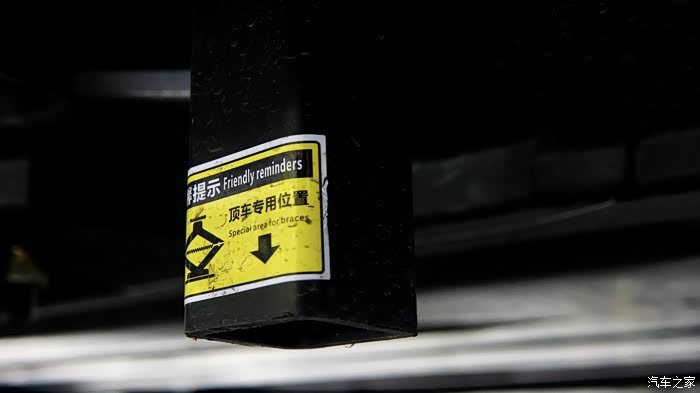 提示 Friendly reminders
顶车专用位置
Special area for braces
汽车之家